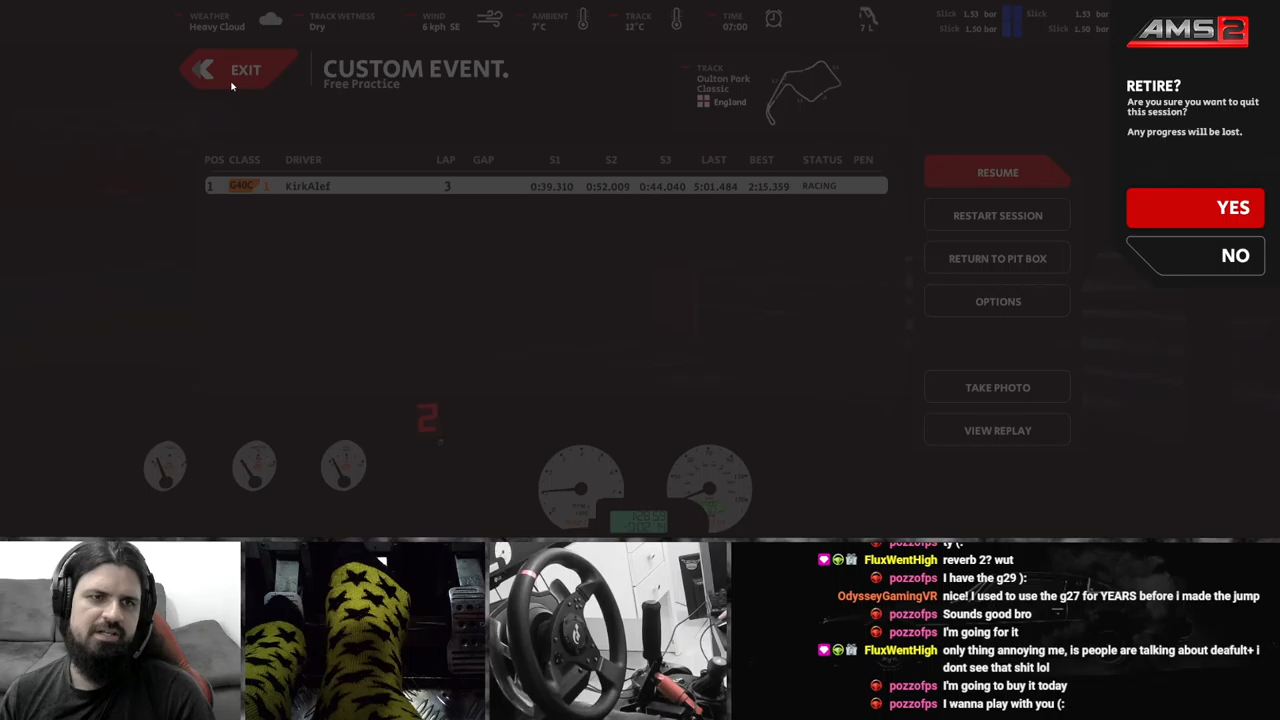 WEATHER
Heavy Cloud
TRACK WETNESS
Dry
WIND
6 kph SE
AMBIENT
7°C
TRACK
12°C
TIME
07:00
7 L
Slick 1.53 bar
Slick 1.53 bar
Slick 1.50 bar
Slick 1.50 bar
AMS 2
EXIT
CUSTOM EVENT.
Free Practice
TRACK
Oulton Park
Classic
England
RETIRE?
Are you sure you want to quit
this session?
Any progress will be lost.
YES
NO
POS CLASS DRIVER LAP GAP S1 S2 S3 LAST BEST STATUS PEN
1 G40C 1 KirkAlef 3 0:39.310 0:52.009 0:44.040 5:01.484 2:15.359 RACING
RESUME
RESTART SESSION
RETURN TO PIT BOX
OPTIONS
TAKE PHOTO
VIEW REPLAY
2
pozzofps ty (:
FluxWentHigh reverb 2?? wut
pozzofps I have the g29 ):
OdysseyGamingVR nice! i used to use the g27 for YEARS before i made the jump
pozzofps Sounds good bro
pozzofps I'm going for it
FluxWentHigh only thing annoying me, is people are talking about deafult+ i
dont see that shit lol
pozzofps I'm going to buy it today
pozzofps I wanna play with you (: